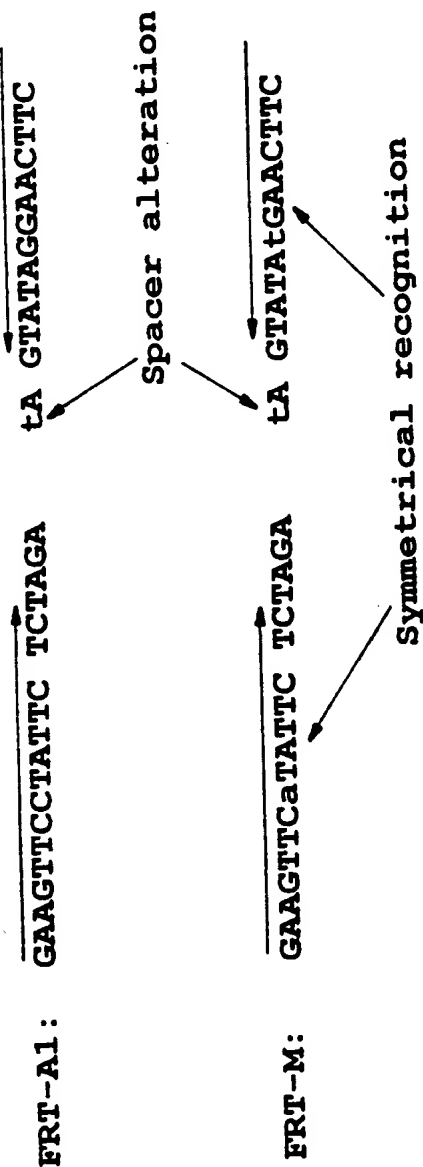 FRT-A1: GAAGTTCCTATTC TCTAGA tA GTATAGGAACTTC
Spacer alteration
FRT-M: GAAGTTCaTATTC TCTAGA tA GTATAtGAACTTC
Symmetrical recognition